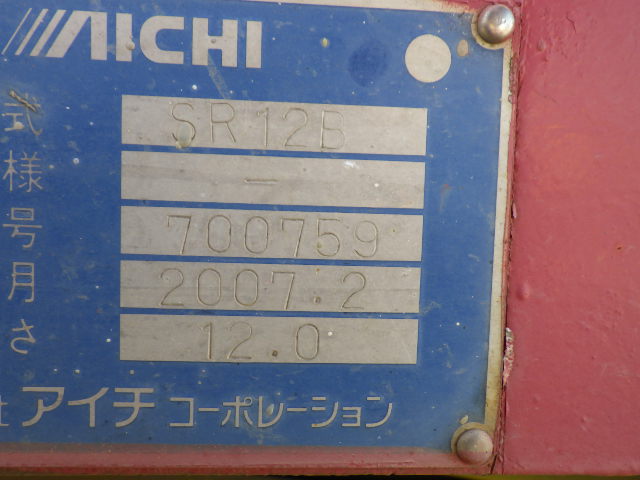 AICHI
式 SR12B
様 -
号 700759
月 2007.2
さ 12.0
社 アイチ コーポレーション